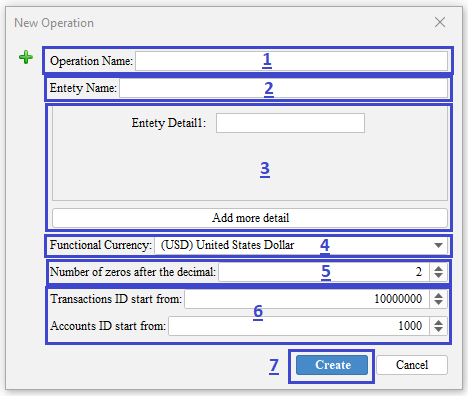 New Operation
Operation Name: 1
Entety Name: 2
Entety Detail1:
3
Add more detail
Functional Currency: (USD) United States Dollar 4
Number of zeros after the decimal: 5 2
Transactions ID start from: 10000000
6
Accounts ID start from: 1000
7 Create Cancel